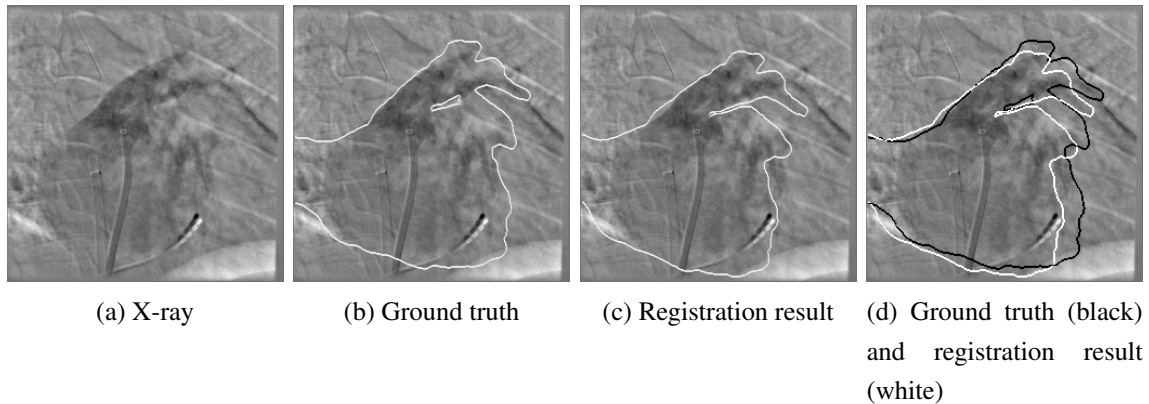 (a) X-ray
(b) Ground truth
(c) Registration result
(d) Ground truth (black)
and registration result
(white)